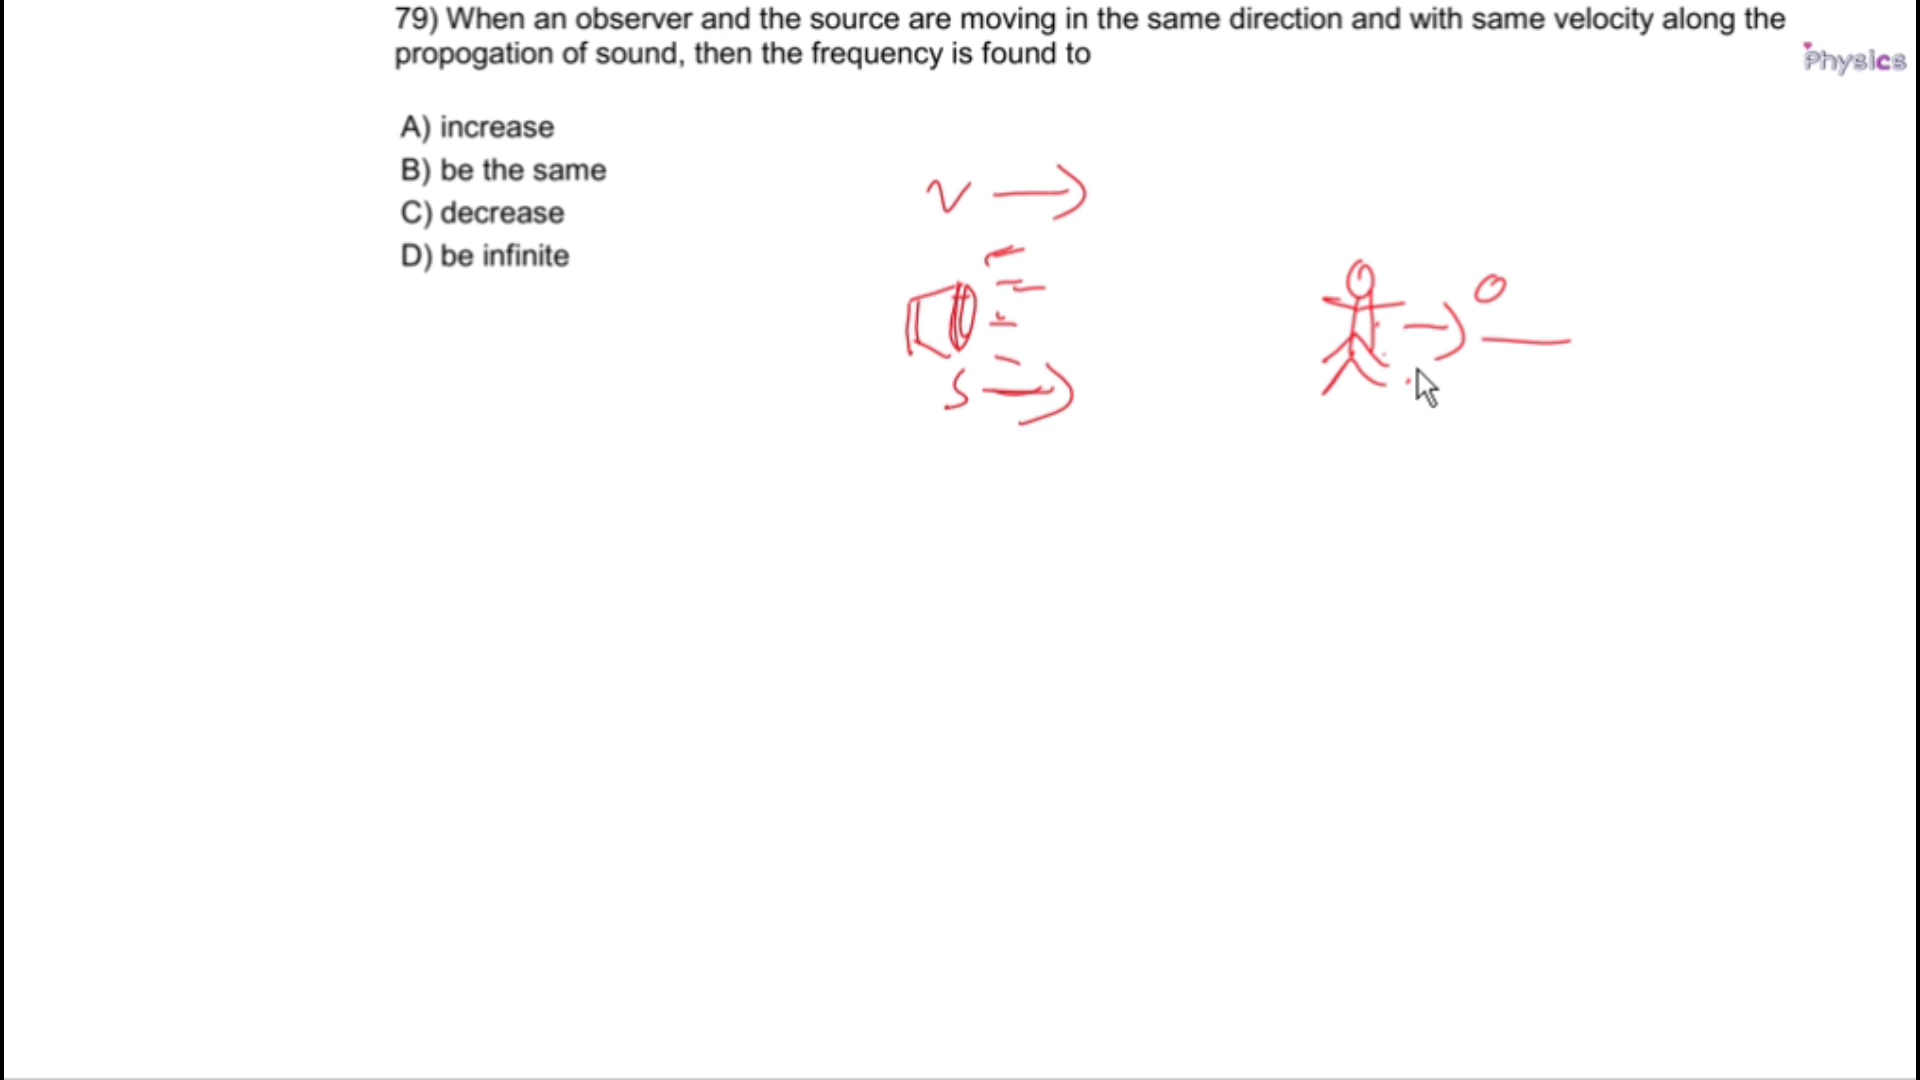 79) When an observer and the source are moving in the same direction and with same velocity along the
propogation of sound, then the frequency is found to
Physics
A) increase
B) be the same
C) decrease
D) be infinite
V
S
O